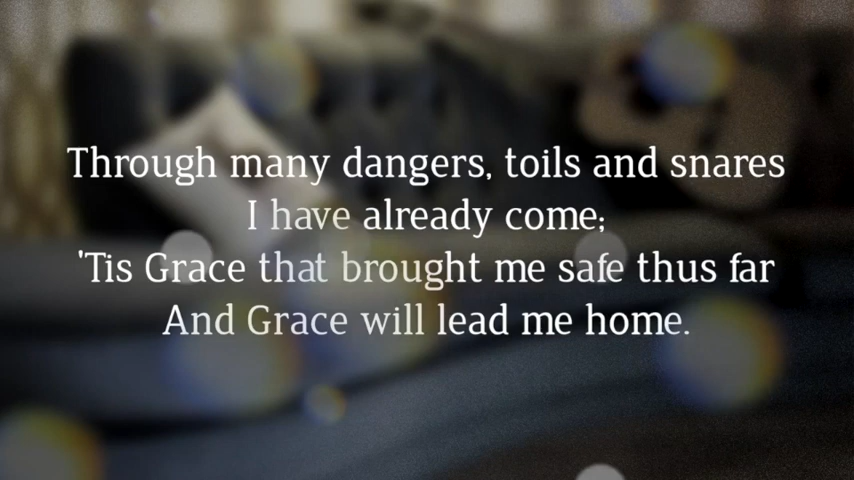 Through many dangers, toils and snares
I have already come;
'Tis Grace that brought me safe thus far
And Grace will lead me home.